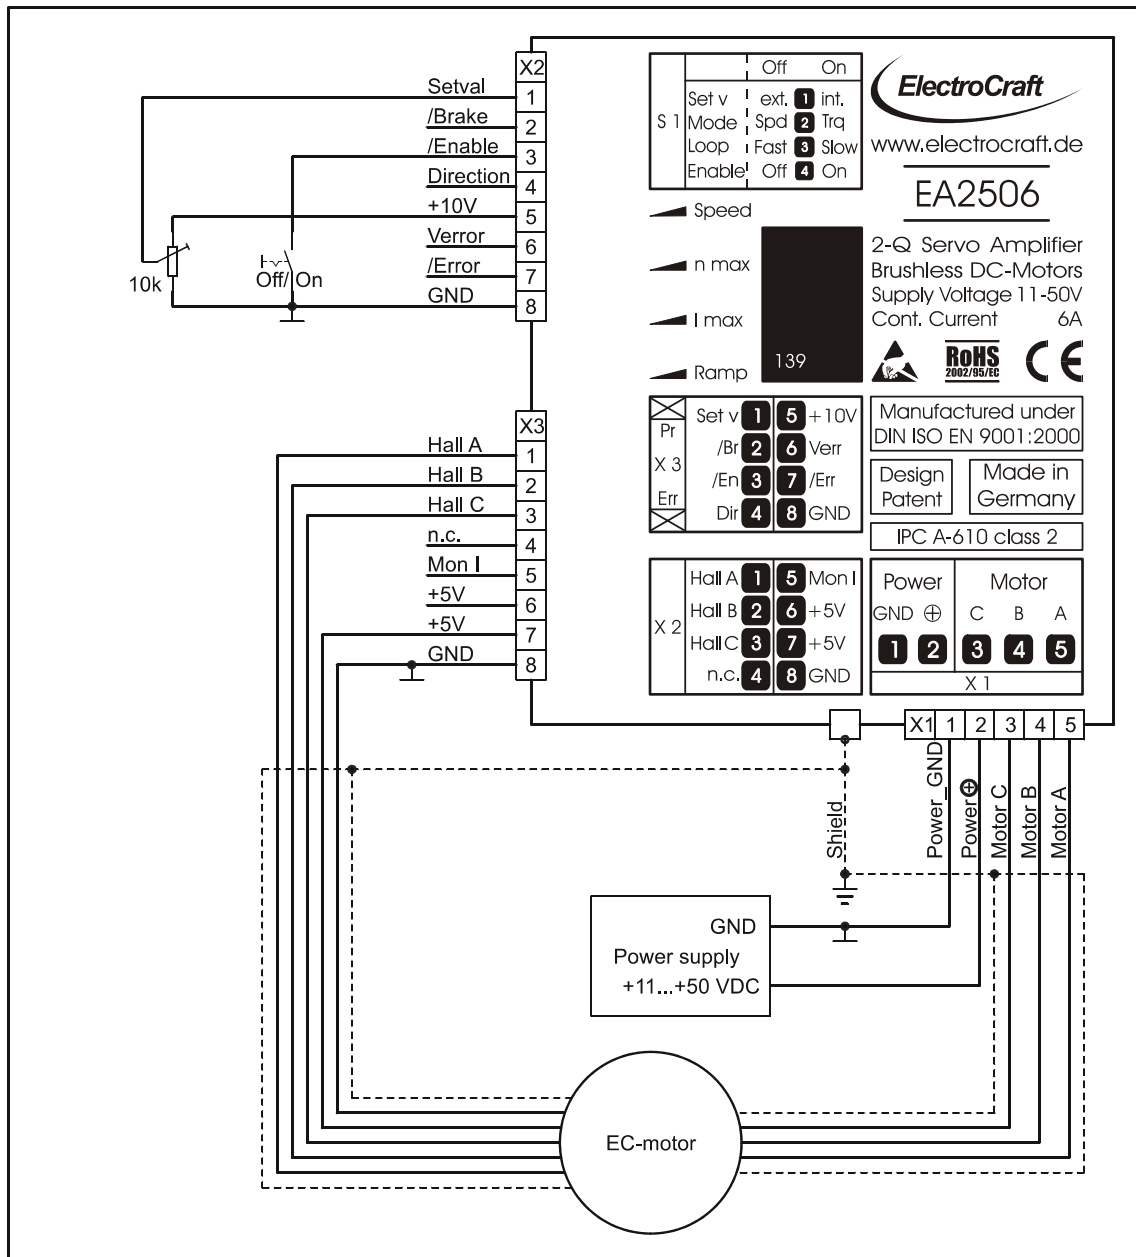 X2
Setval 1
/Brake 2
/Enable 3
Direction 4
+10V 5
Verror 6
/Error 7
GND 8
10k
Off/ On
X3
Hall A 1
Hall B 2
Hall C 3
n.c. 4
Mon I 5
+5V 6
+5V 7
GND 8
S 1
Off On
Set v ext. 1 int.
Mode Spd 2 Trq
Loop Fast 3 Slow
Enable Off 4 On
Speed
n max
I max
Ramp
139
ElectroCraft
www.electrocraft.de
EA2506
2-Q Servo Amplifier
Brushless DC-Motors
Supply Voltage 11-50V
Cont. Current 6A
RoHS
2002/95/EC
CE
Pr
X 3
Err
Set v 1 5 +10V
/Br 2 6 Verr
/En 3 7 /Err
Dir 4 8 GND
Manufactured under
DIN ISO EN 9001:2000
Design
Patent
Made in
Germany
IPC A-610 class 2
X 2
Hall A 1 5 Mon I
Hall B 2 6 +5V
Hall C 3 7 +5V
n.c. 4 8 GND
Power Motor
GND ⊕ C B A
1 2 3 4 5
X 1
X1 1 2 3 4 5
Shield
Power_GND
Power⊕
Motor C
Motor B
Motor A
GND
Power supply
+11...+50 VDC
EC-motor